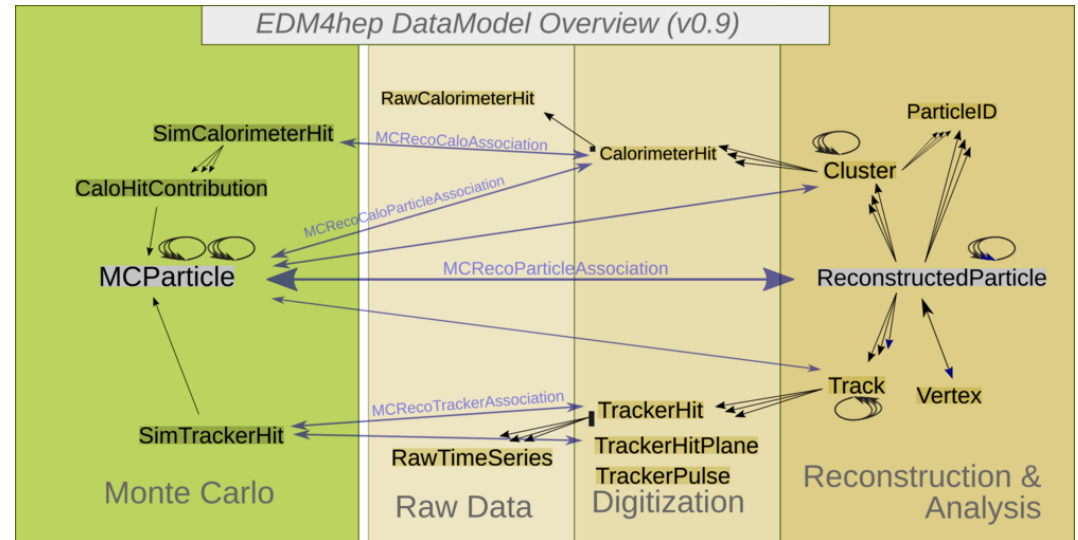 EDM4hep DataModel Overview (v0.9)
RawCalorimeterHit
ParticleID
SimCalorimeterHit
MCRecoCaloAssociation
CalorimeterHit
Cluster
CaloHitContribution
MCRecoCaloParticleAssociation
MCParticle
MCRecoParticleAssociation
ReconstructedParticle
Track
Vertex
MCRecoTrackerAssociation
TrackerHit
SimTrackerHit
TrackerHitPlane
RawTimeSeries
TrackerPulse
Monte Carlo
Raw Data
Digitization
Reconstruction &
Analysis